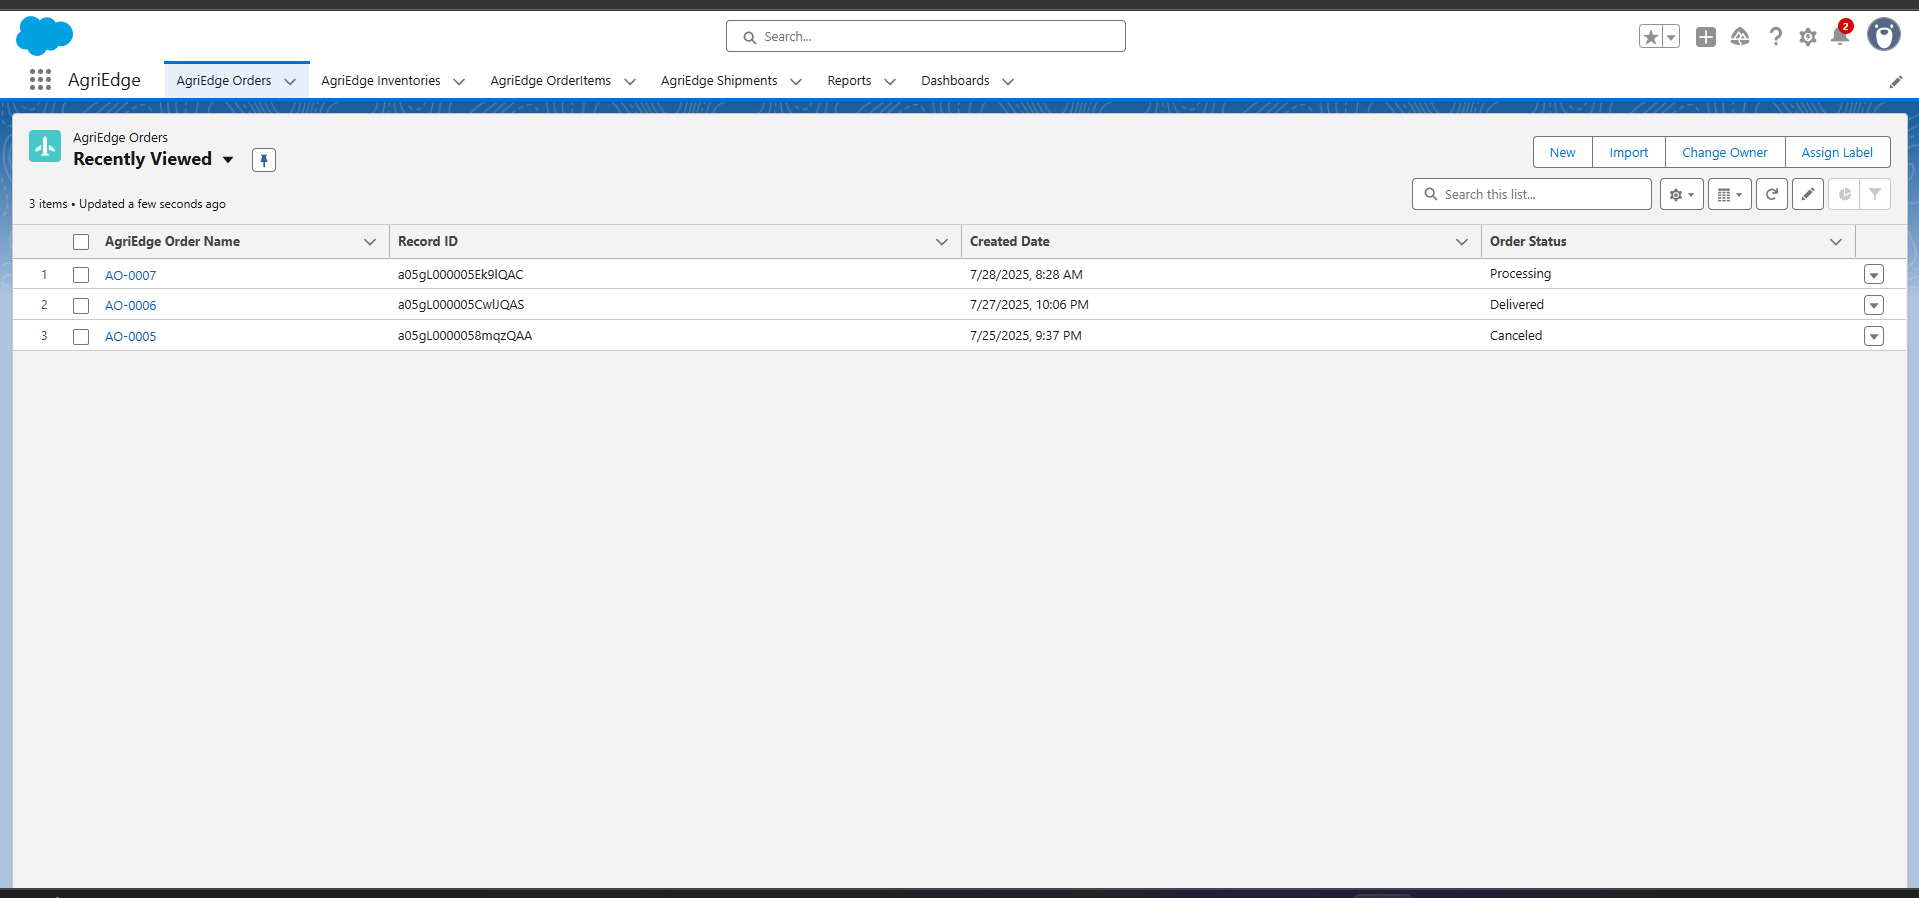 Search...
2
AgriEdge
AgriEdge Orders
AgriEdge Inventories
AgriEdge OrderItems
AgriEdge Shipments
Reports
Dashboards
AgriEdge Orders
Recently Viewed
New
Import
Change Owner
Assign Label
3 items • Updated a few seconds ago
Search this list...
AgriEdge Order Name Record ID Created Date Order Status
1 AO-0007 a05gL000005Ek9lQAC 7/28/2025, 8:28 AM Processing
2 AO-0006 a05gL000005CwlJQAS 7/27/2025, 10:06 PM Delivered
3 AO-0005 a05gL0000058mqzQAA 7/25/2025, 9:37 PM Canceled